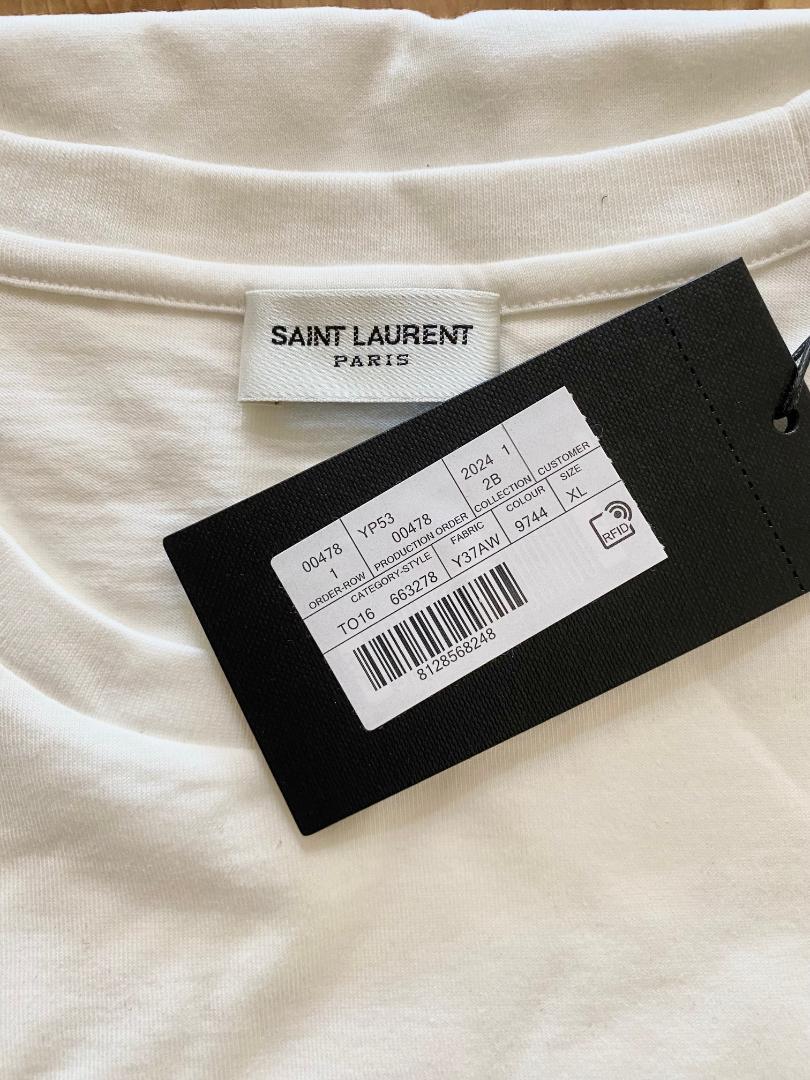 SAINT LAURENT
PARIS
00478 YP53 2024 1
1 00478 2B
ORDER-ROW PRODUCTION ORDER COLLECTION CUSTOMER
CATEGORY-STYLE FABRIC COLOUR SIZE
TO16 663278 Y37AW 9744 XL
8128568248
RFID